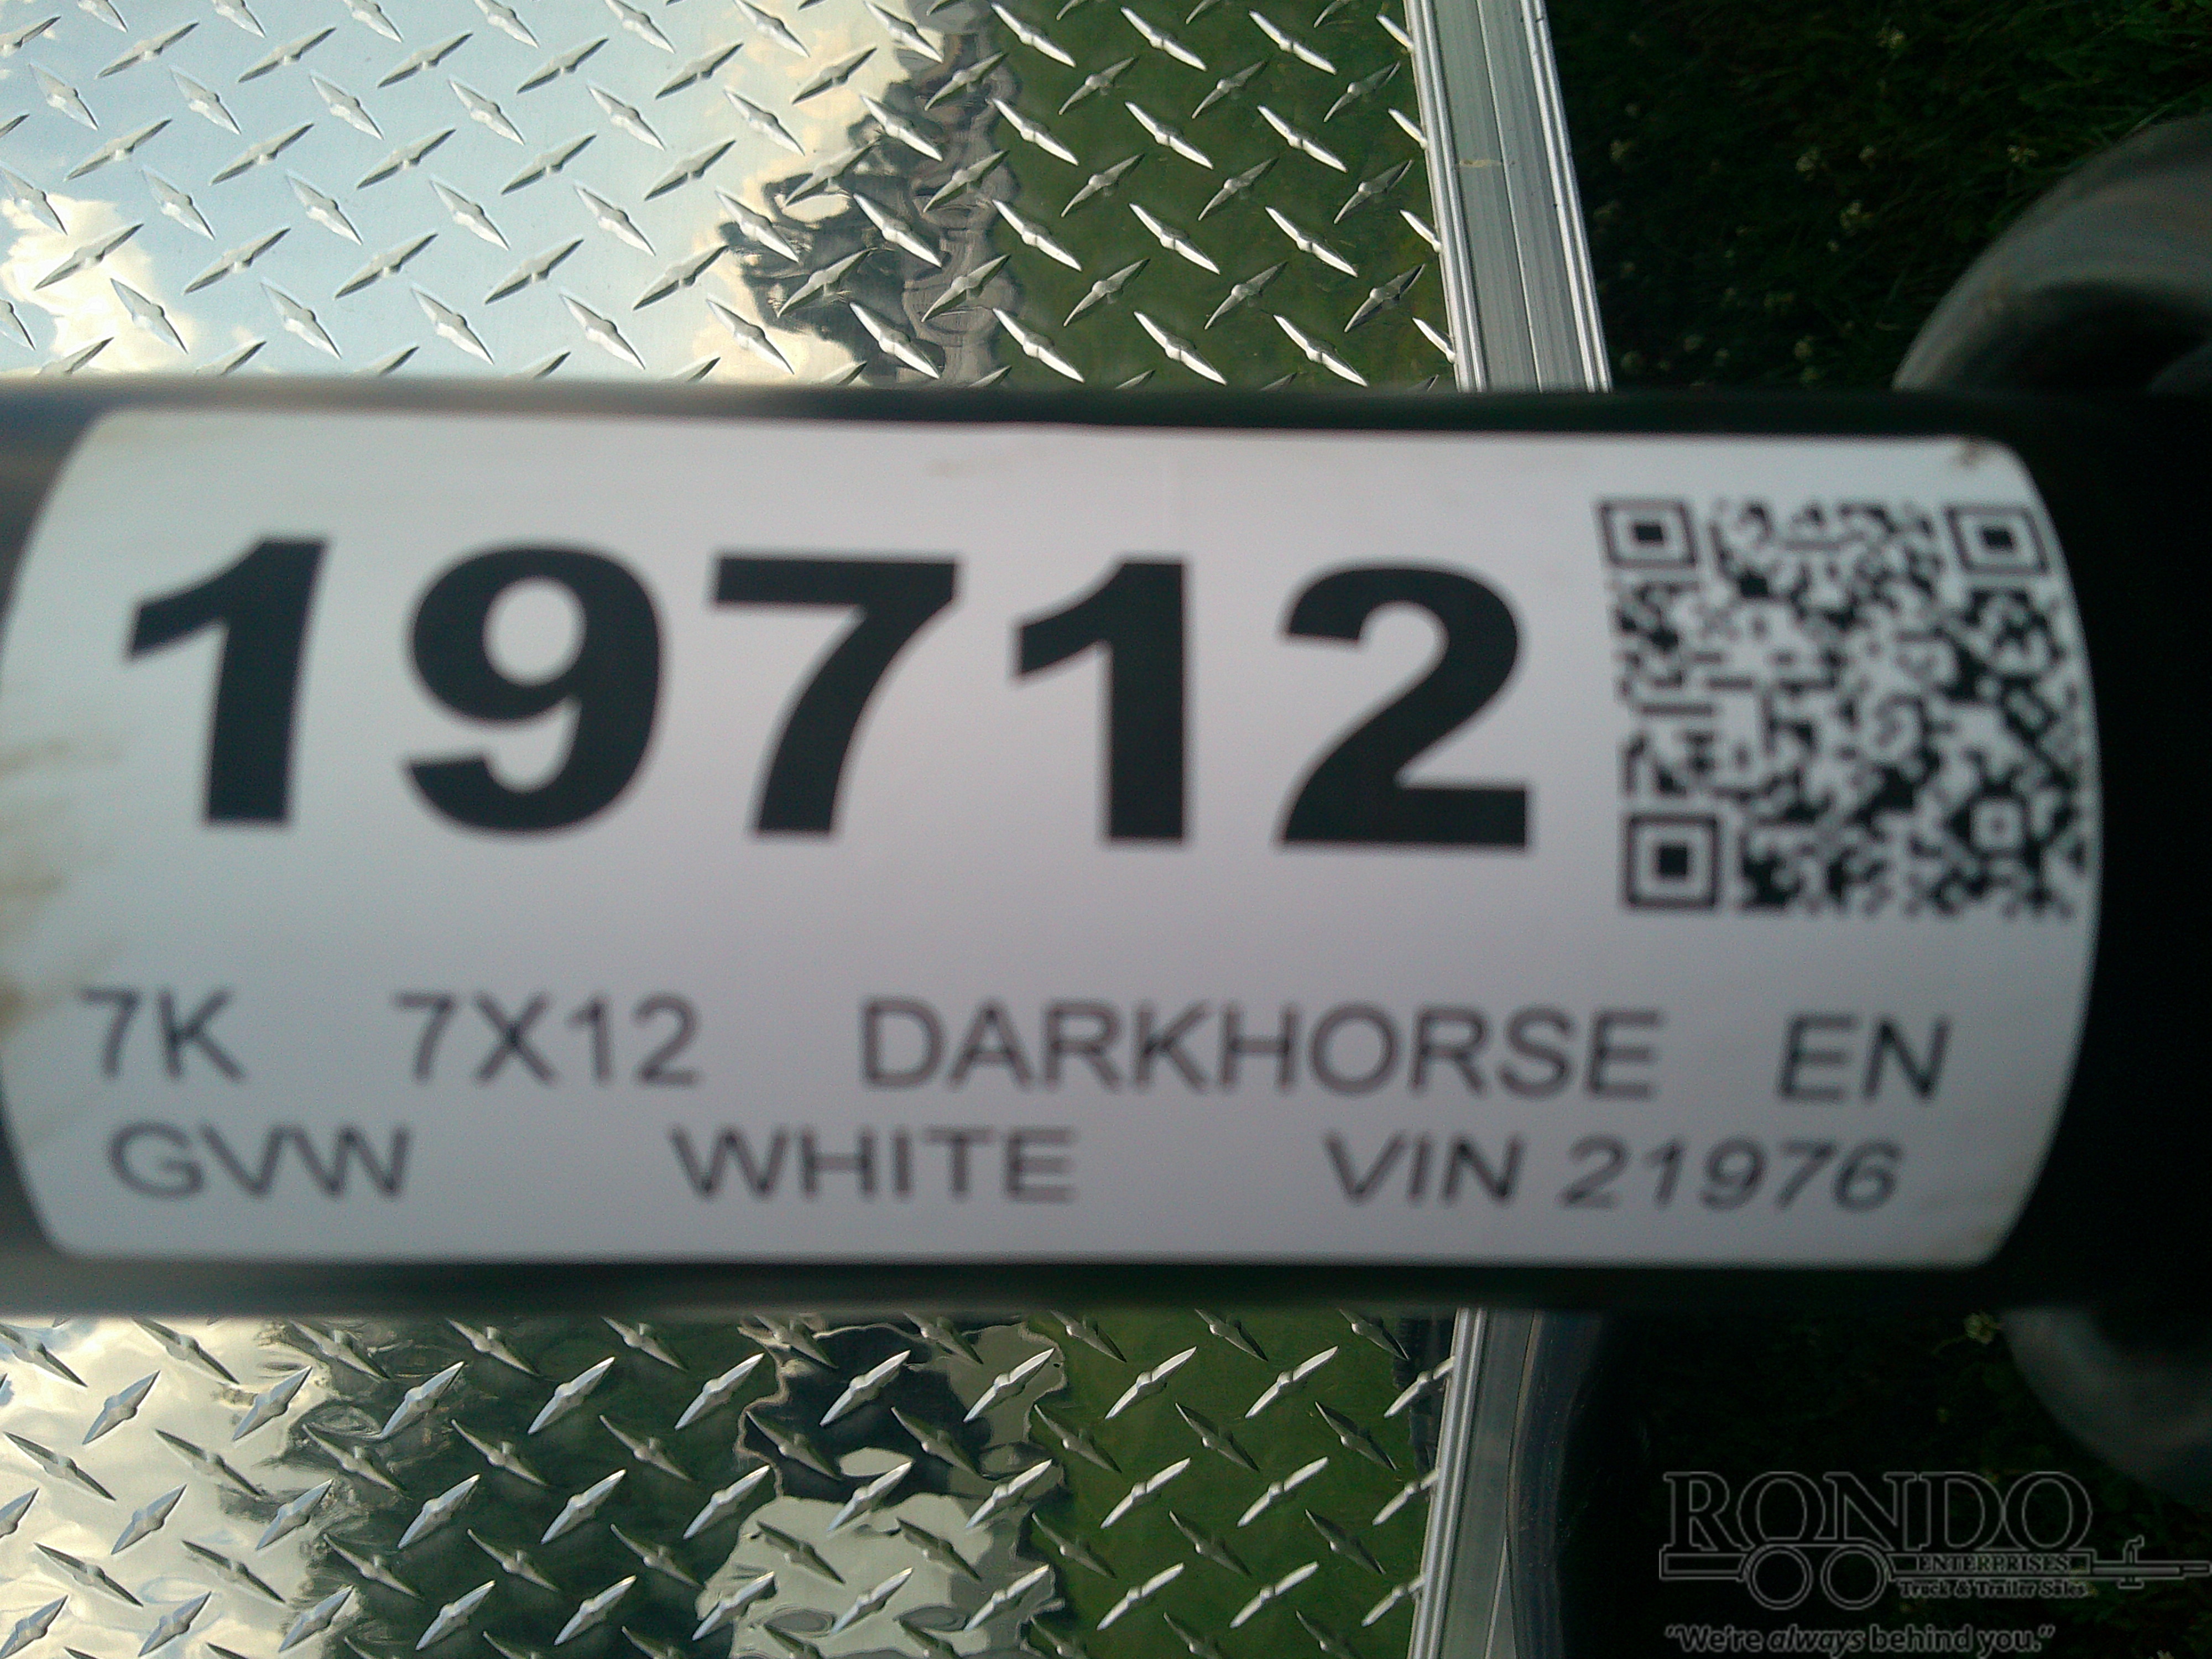 19712
7K 7X12 DARKHORSE EN
GVW WHITE VIN 21976
RONDO
ENTERPRISES
Truck & Trailer Sales
"We're always behind you."